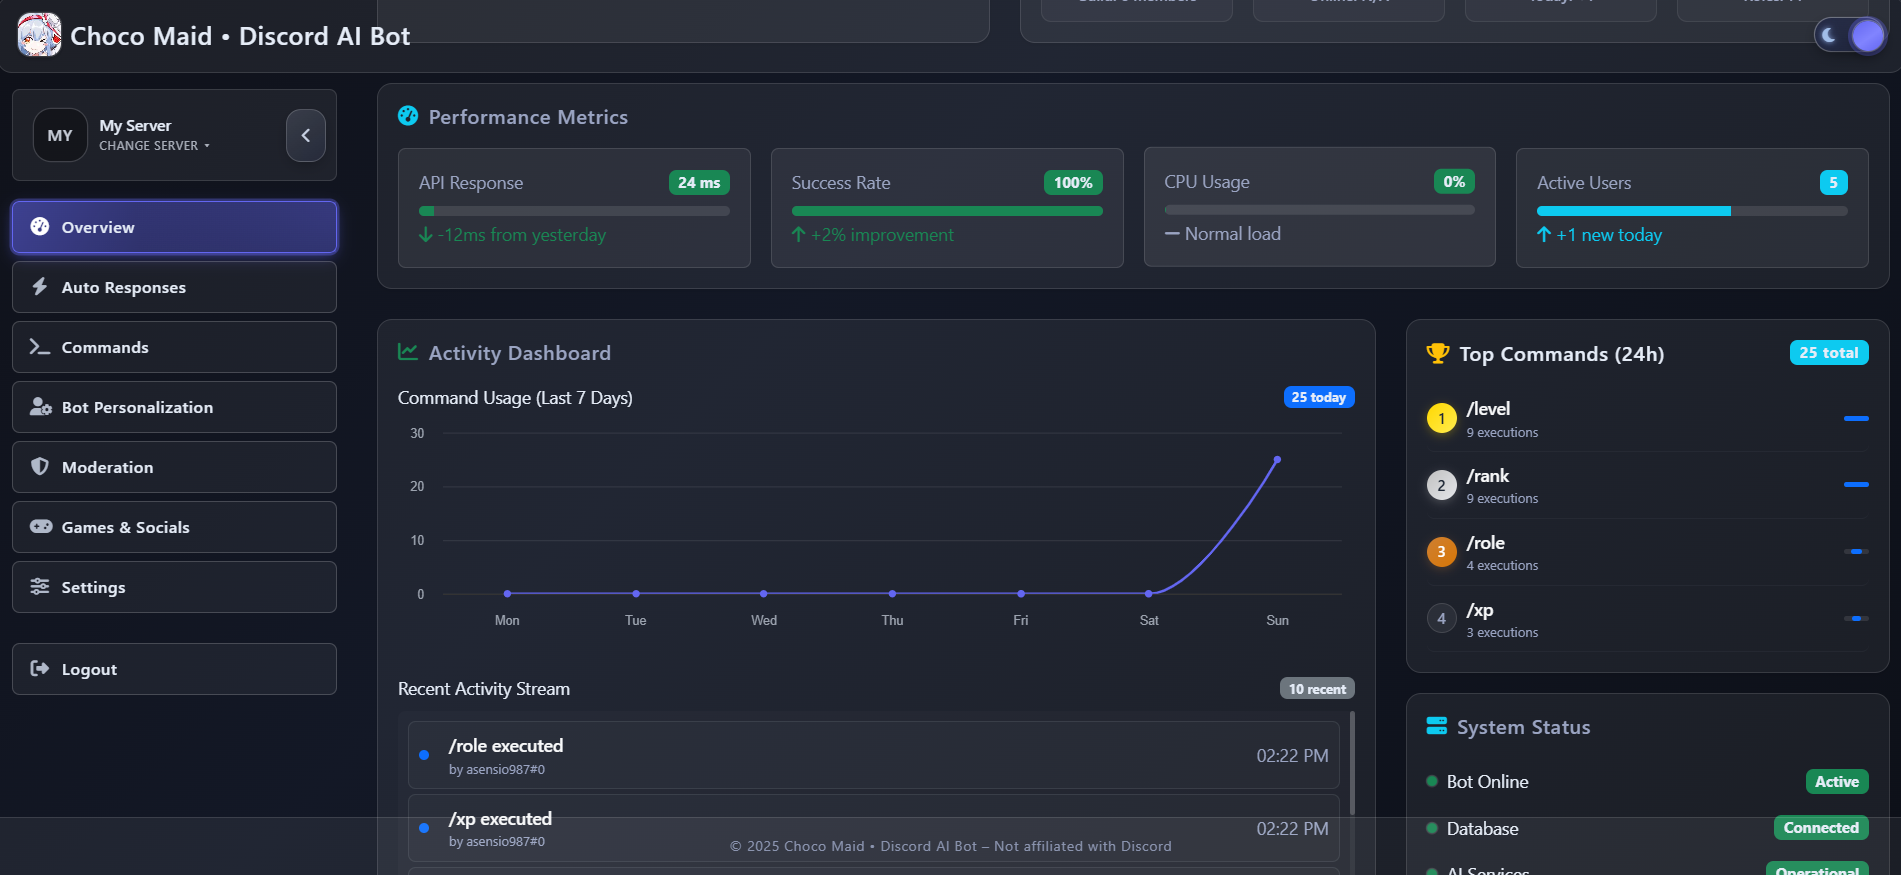 Choco Maid • Discord AI Bot
MY
My Server
CHANGE SERVER
Overview
Auto Responses
Commands
Bot Personalization
Moderation
Games & Socials
Settings
Logout
Performance Metrics
API Response
24 ms
-12ms from yesterday
Success Rate
100%
+2% improvement
CPU Usage
0%
Normal load
Active Users
5
+1 new today
Activity Dashboard
Command Usage (Last 7 Days)
25 today
30
20
10
0
Mon Tue Wed Thu Fri Sat Sun
Recent Activity Stream
10 recent
/role executed
by asensio987#0
02:22 PM
/xp executed
by asensio987#0
02:22 PM
Top Commands (24h)
25 total
1
/level
9 executions
2
/rank
9 executions
3
/role
4 executions
4
/xp
3 executions
System Status
Bot Online
Active
Database
Connected
AI Services
Operational
© 2025 Choco Maid • Discord AI Bot – Not affiliated with Discord